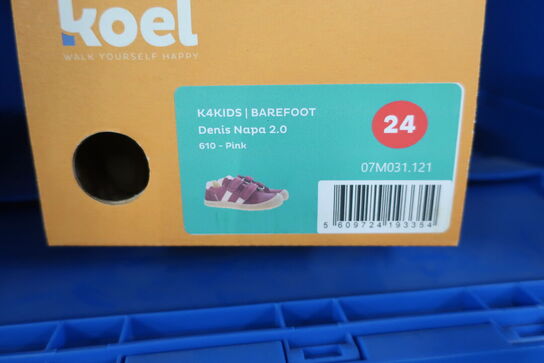 koel
WALK YOURSELF HAPPY
K4KIDS | BAREFOOT
Denis Napa 2.0
610 - Pink
24
07M031.121
5 609724 193354